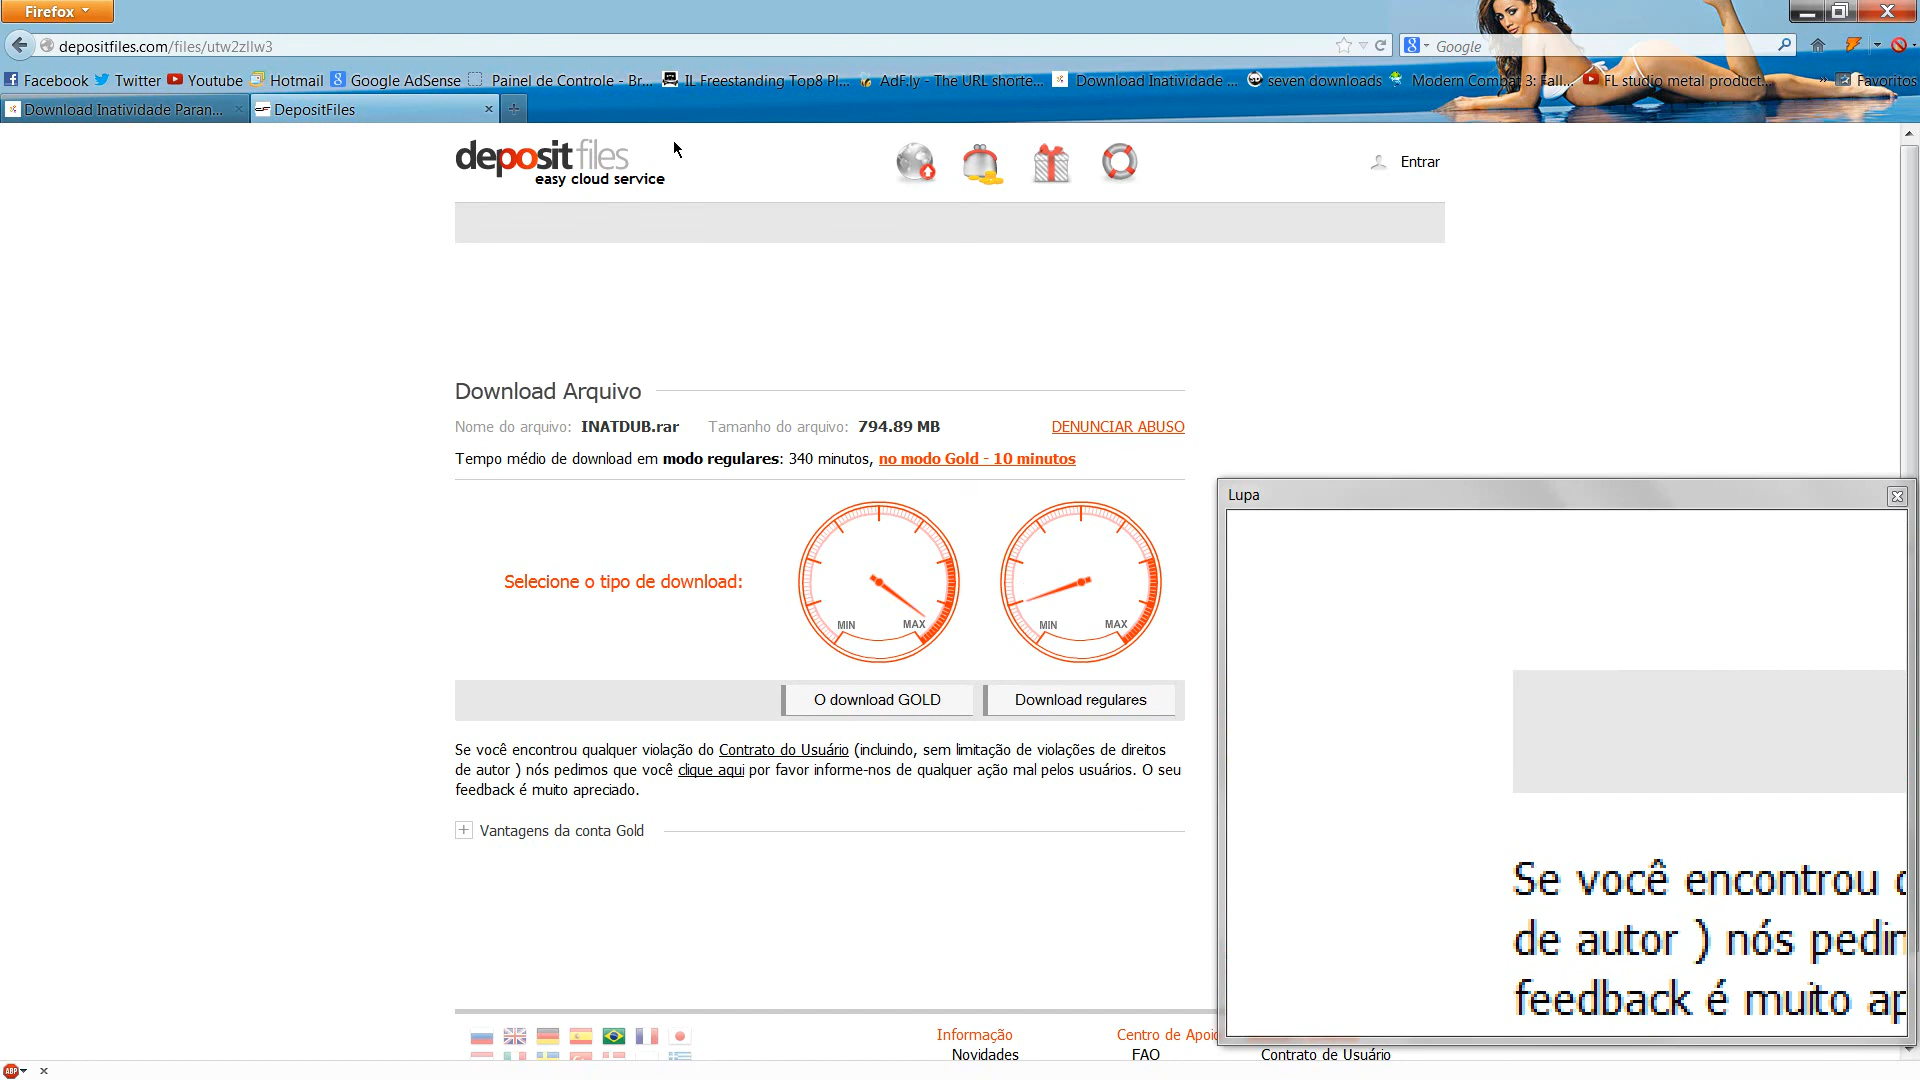 Firefox
depositfiles.com/files/utw2zllw3
Google
Facebook Twitter Youtube Hotmail Google AdSense Painel de Controle - Br... IL Freestanding Top8 Pl... AdF.ly - The URL shorte... Download Inatividade ... seven downloads Modern Combat 3: Fall... FL studio metal product... Favoritos
Download Inatividade Paran... DepositFiles
depositfiles
easy cloud service
Entrar
Download Arquivo
Nome do arquivo: INATDUB.rar Tamanho do arquivo: 794.89 MB DENUNCIAR ABUSO
Tempo médio de download em modo regulares: 340 minutos, no modo Gold - 10 minutos
Selecione o tipo de download:
MIN MAX MIN MAX
O download GOLD Download regulares
Se você encontrou qualquer violação do Contrato do Usuário (incluindo, sem limitação de violações de direitos
de autor ) nós pedimos que você clique aqui por favor informe-nos de qualquer ação mal pelos usuários. O seu
feedback é muito apreciado.
Vantagens da conta Gold
Lupa
Se você encontrou
de autor ) nós pedim
feedback é muito ap
Informação Centro de Apoio
Novidades FAQ Contrato de Usuário
ABP